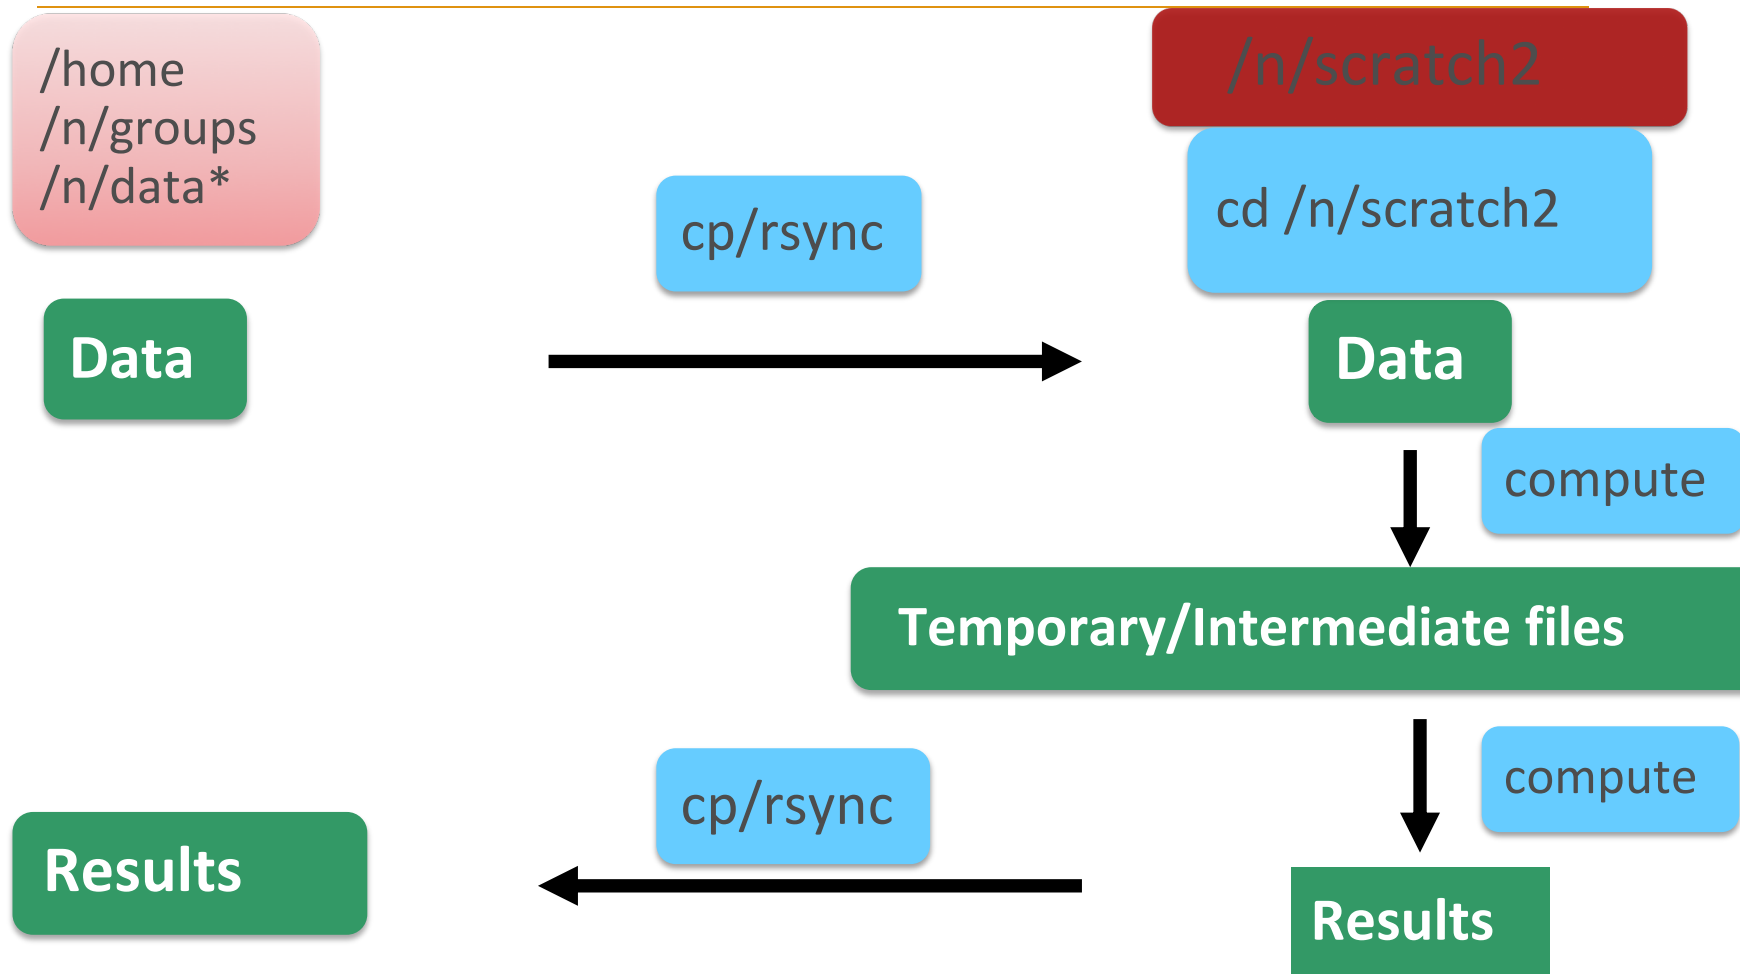 /home
/n/groups
/n/data*
/n/scratch2
cd /n/scratch2
cp/rsync
Data
Data
compute
Temporary/Intermediate files
compute
cp/rsync
Results
Results